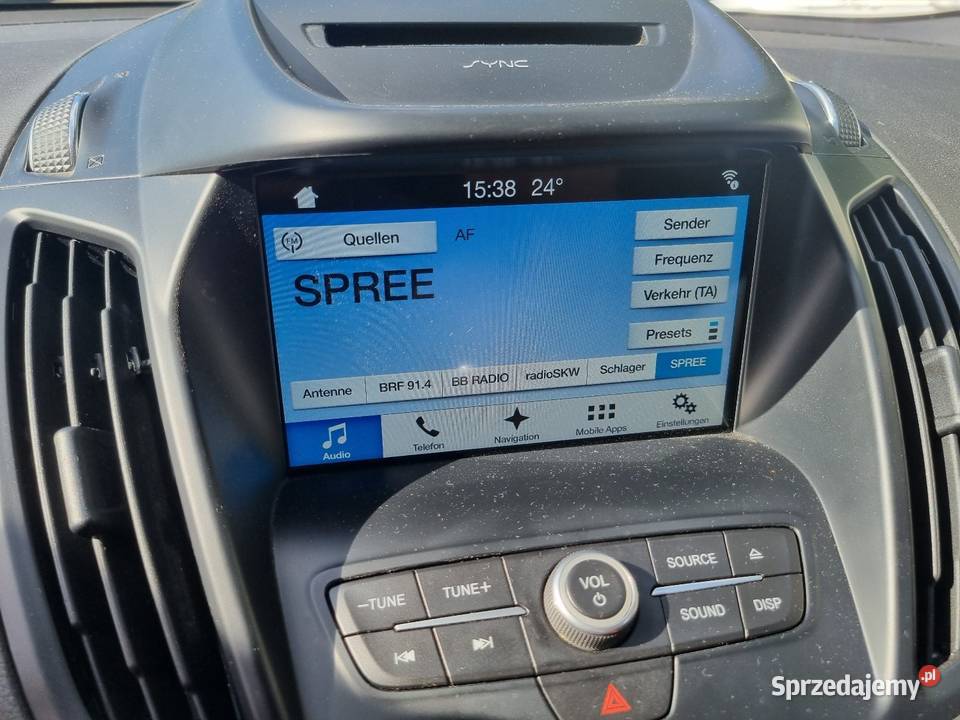 SYNC
15:38 24°
FM Quellen AF Sender
SPREE
Frequenz
Verkehr (TA)
Presets
Antenne BRF 91.4 BB RADIO radioSKW Schlager SPREE
Audio Telefon Navigation Mobile Apps Einstellungen
–TUNE TUNE+ VOL SOURCE
SOUND DISP
Sprzedajemy.pl